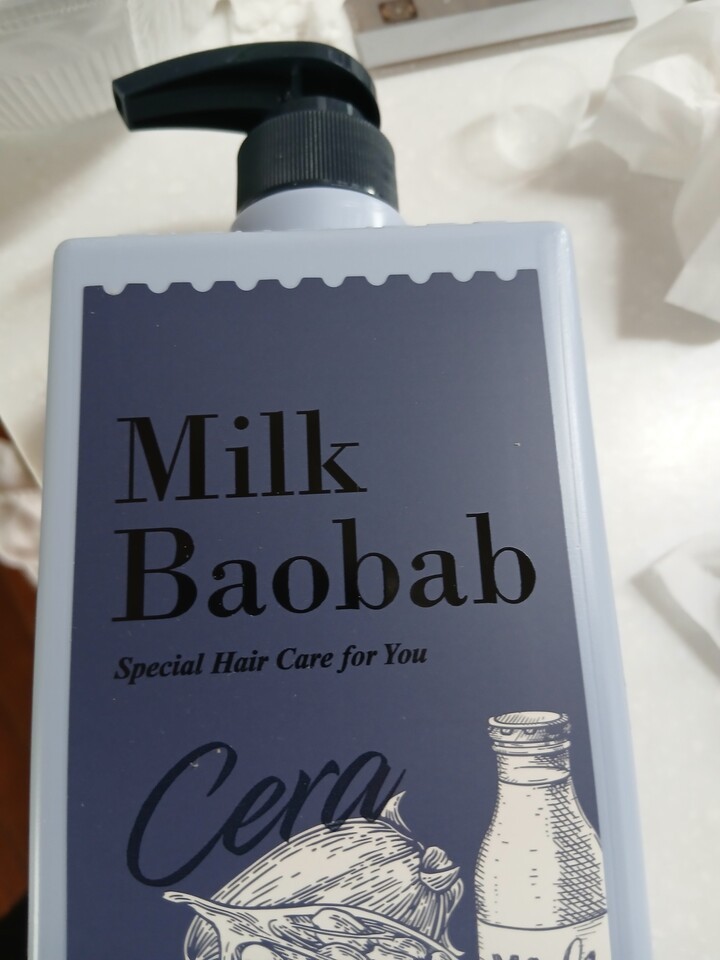 Milk
Baobab
Special Hair Care for You
Cera